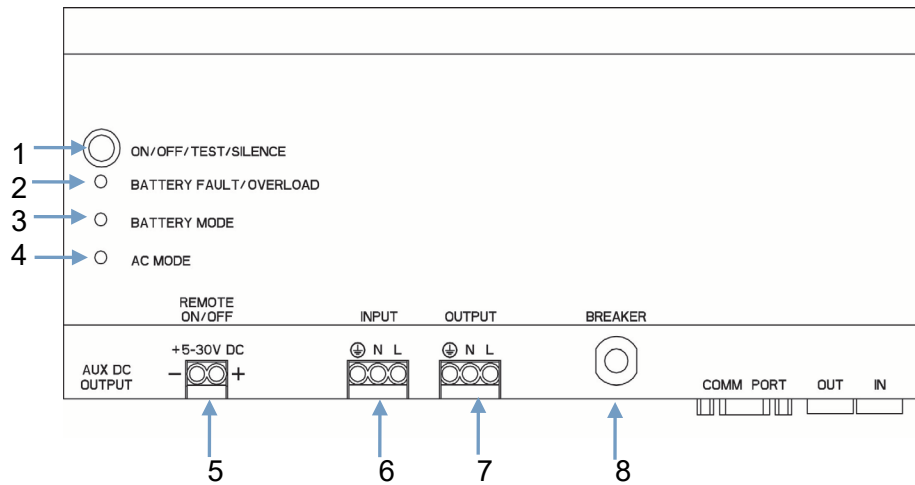 1
ON/OFF/TEST/SILENCE
2
BATTERY FAULT/OVERLOAD
3
BATTERY MODE
4
AC MODE
REMOTE
ON/OFF
INPUT
OUTPUT
BREAKER
+5-30V DC
N L
N L
AUX DC
OUTPUT
- +
COMM PORT
OUT
IN
5
6
7
8